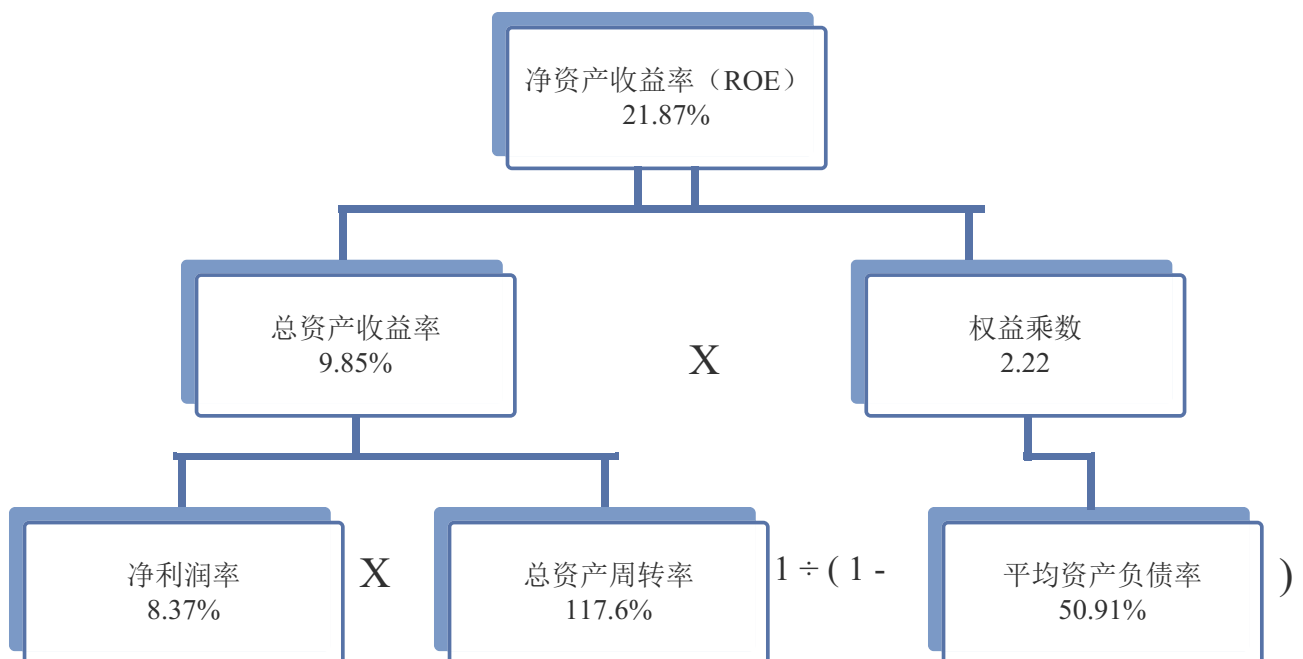 净资产收益率（ROE）
21.87%
总资产收益率
9.85%
X
权益乘数
2.22
净利润率
8.37%
X
总资产周转率
117.6%
1 ÷ ( 1 -
平均资产负债率
50.91%
)